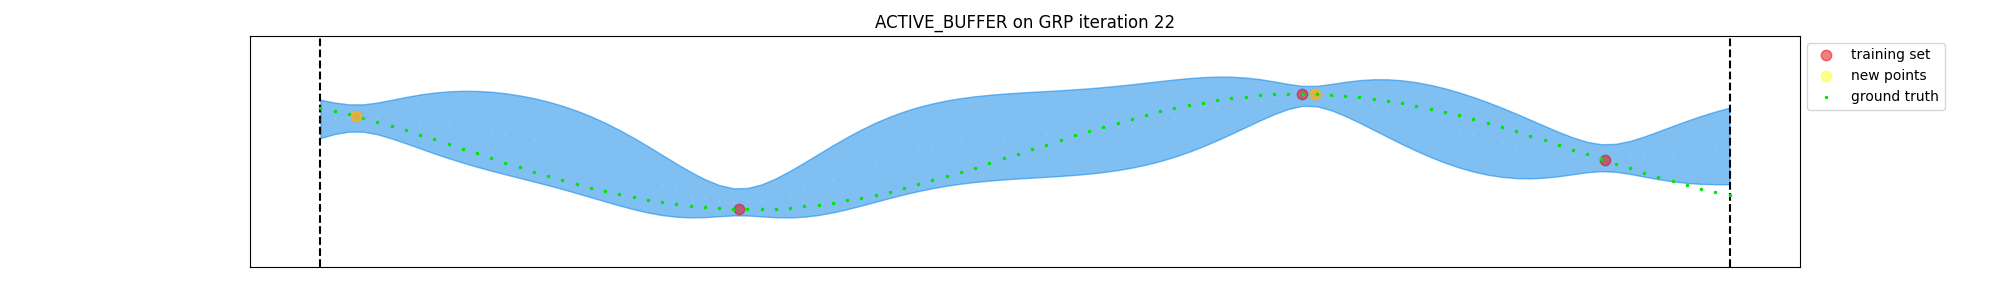 ACTIVE_BUFFER on GRP iteration 22
training set
new points
ground truth